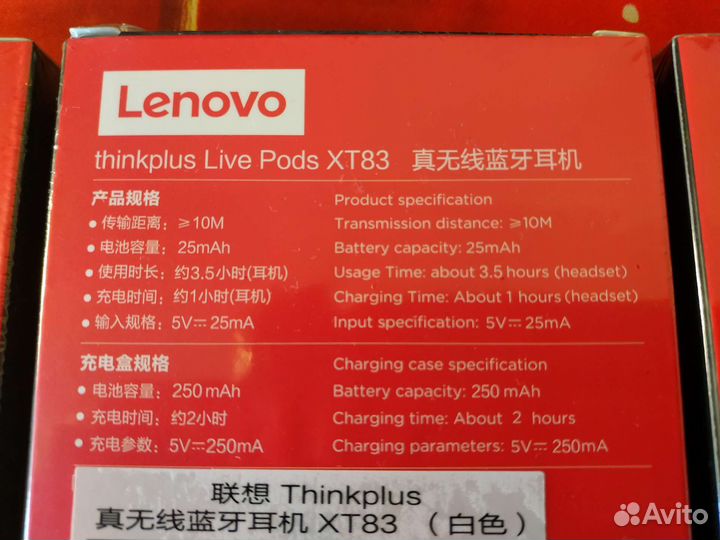 Lenovo
thinkplus Live Pods XT83 真无线蓝牙耳机
产品规格
Product specification
● 传输距离：≥10M
Transmission distance: ≥10M
● 电池容量：25mAh
Battery capacity: 25mAh
● 使用时长：约3.5小时(耳机)
Usage Time: about 3.5 hours (headset)
● 充电时间：约1小时(耳机)
Charging Time: About 1 hours (headset)
● 输入规格：5V⎓25mA
Input specification: 5V⎓25mA
充电盒规格
Charging case specification
● 电池容量：250mAh
Battery capacity: 250 mAh
● 充电时间：约2小时
Charging time: About 2 hours
● 充电参数：5V⎓250mA
Charging parameters: 5V⎓250mA
联想 Thinkplus
真无线蓝牙耳机 XT83 （白色）
Avito